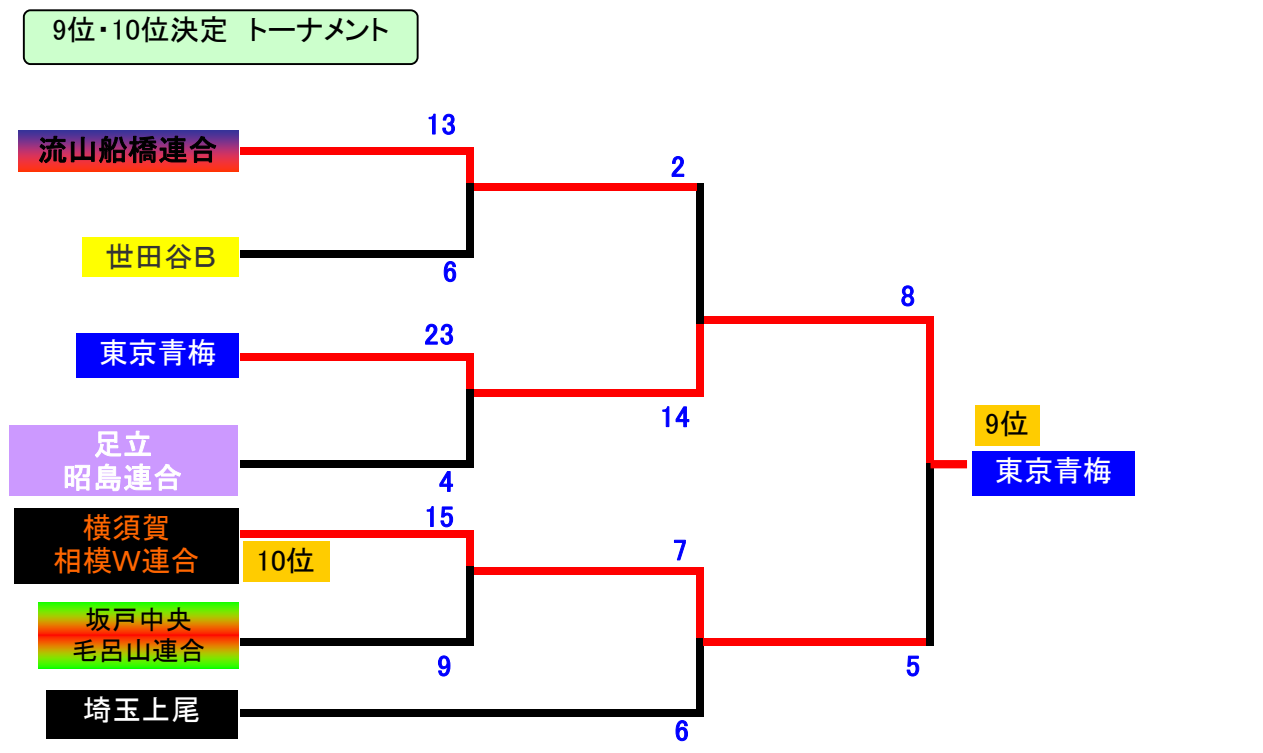 9位・10位決定　トーナメント
13
流山船橋連合
2
世田谷B
6
8
23
東京青梅
14
9位
足立
昭島連合
東京青梅
4
15
横須賀
相模W連合
10位
7
坂戸中央
毛呂山連合
9
5
埼玉上尾
6